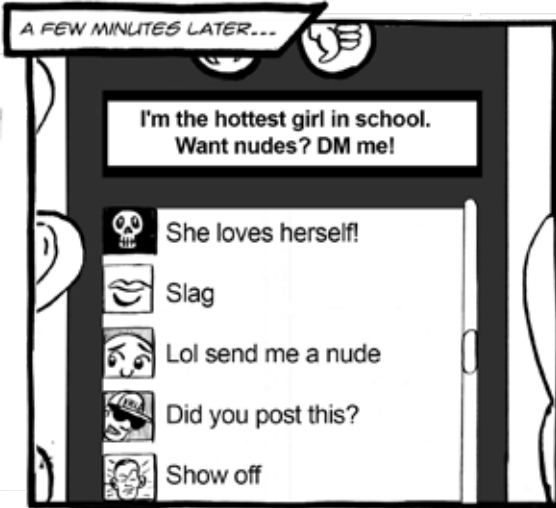 A FEW MINUTES LATER...
I'm the hottest girl in school.
Want nudes? DM me!
She loves herself!
Slag
Lol send me a nude
Did you post this?
Show off